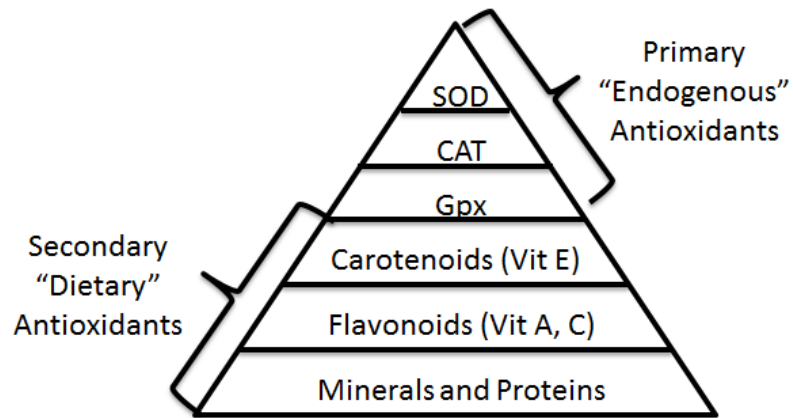 Primary
“Endogenous”
Antioxidants
SOD
CAT
Gpx
Secondary
“Dietary”
Antioxidants
Carotenoids (Vit E)
Flavonoids (Vit A, C)
Minerals and Proteins